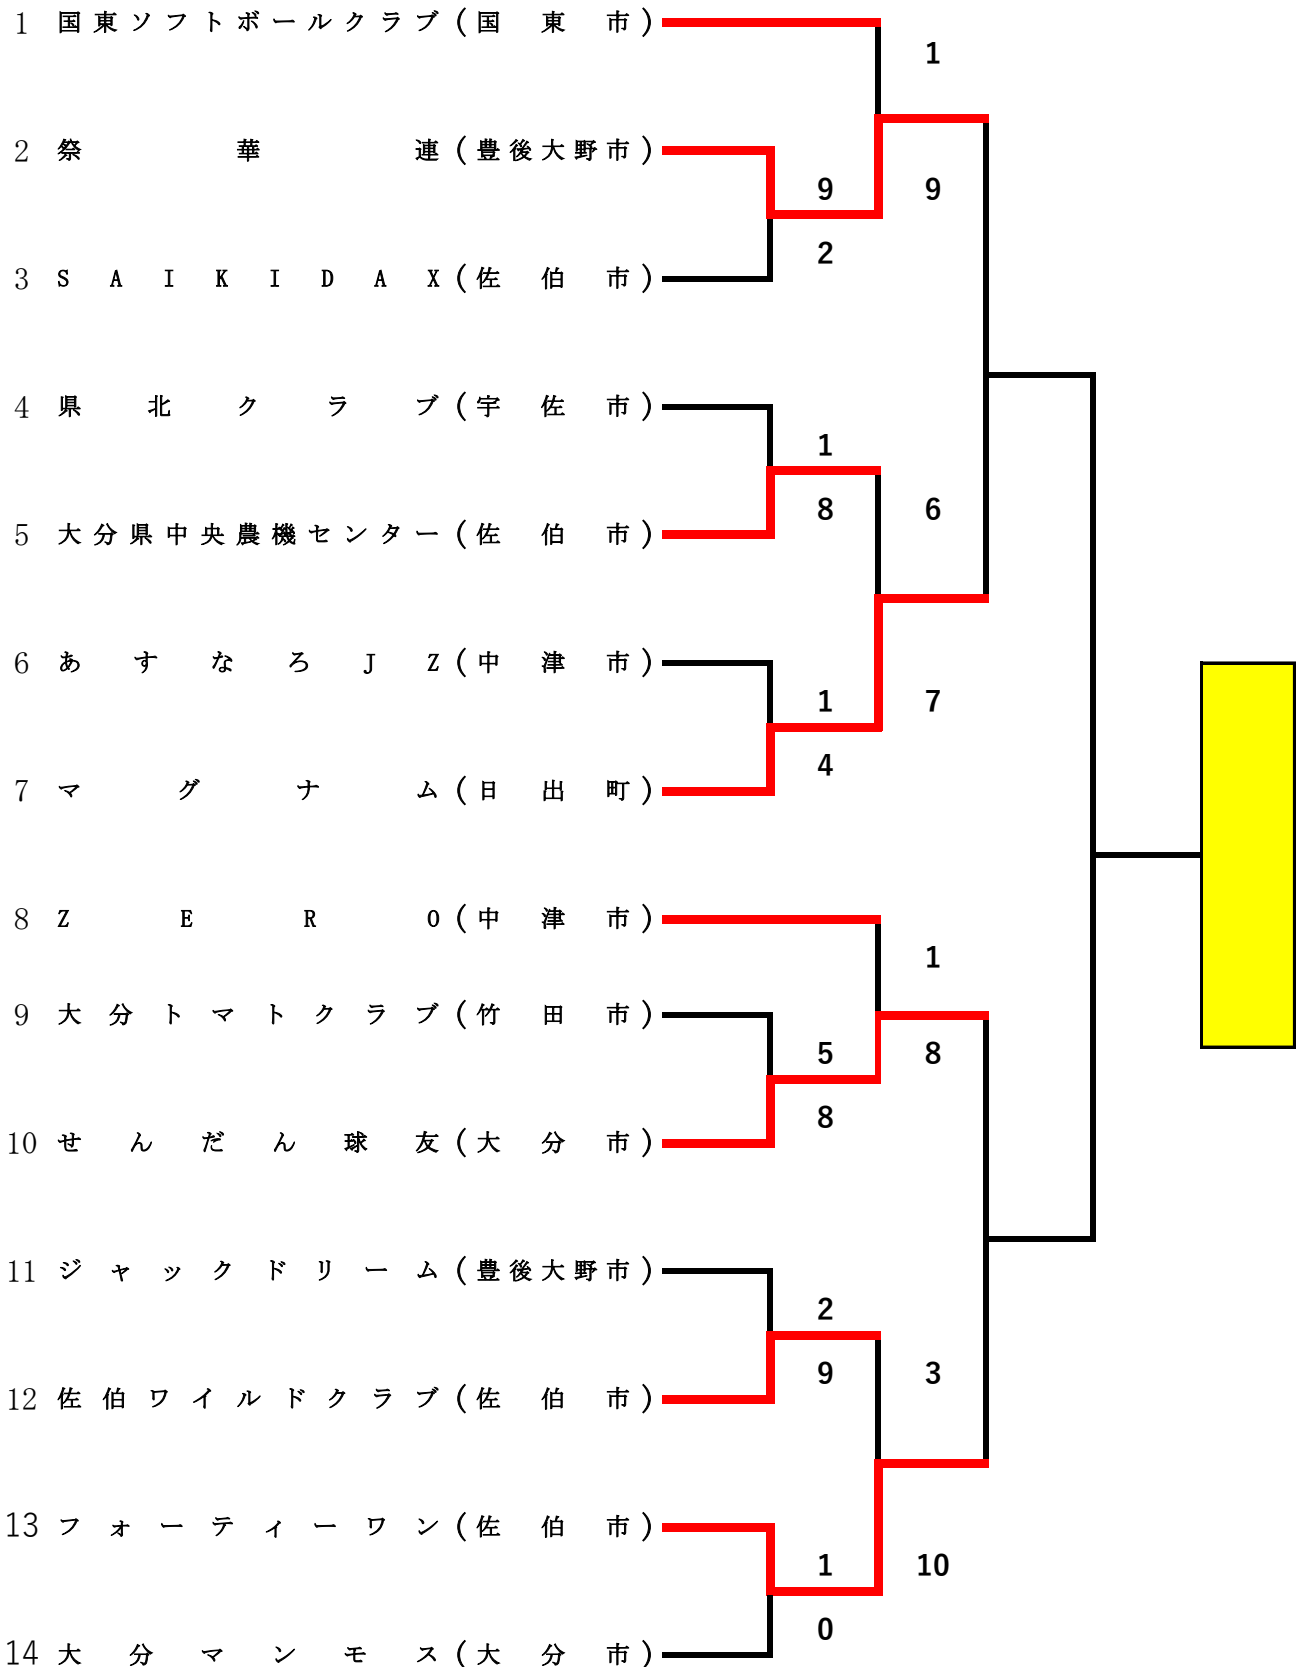 1 国東ソフトボールクラブ(国東市)
1
2 祭華連(豊後大野市)
9 9
2
3 SAIKIDAX(佐伯市)
4 県北クラブ(宇佐市)
1
8 6
5 大分県中央農機センター(佐伯市)
6 あすなろJZ(中津市)
1 7
4
7 マグナム(日出町)
8 ZERO(中津市)
1
9 大分トマトクラブ(竹田市)
5 8
8
10 せんだん球友(大分市)
11 ジャックドリーム(豊後大野市)
2
9 3
12 佐伯ワイルドクラブ(佐伯市)
13 フォーティーワン(佐伯市)
1 10
0
14 大分マンモス(大分市)